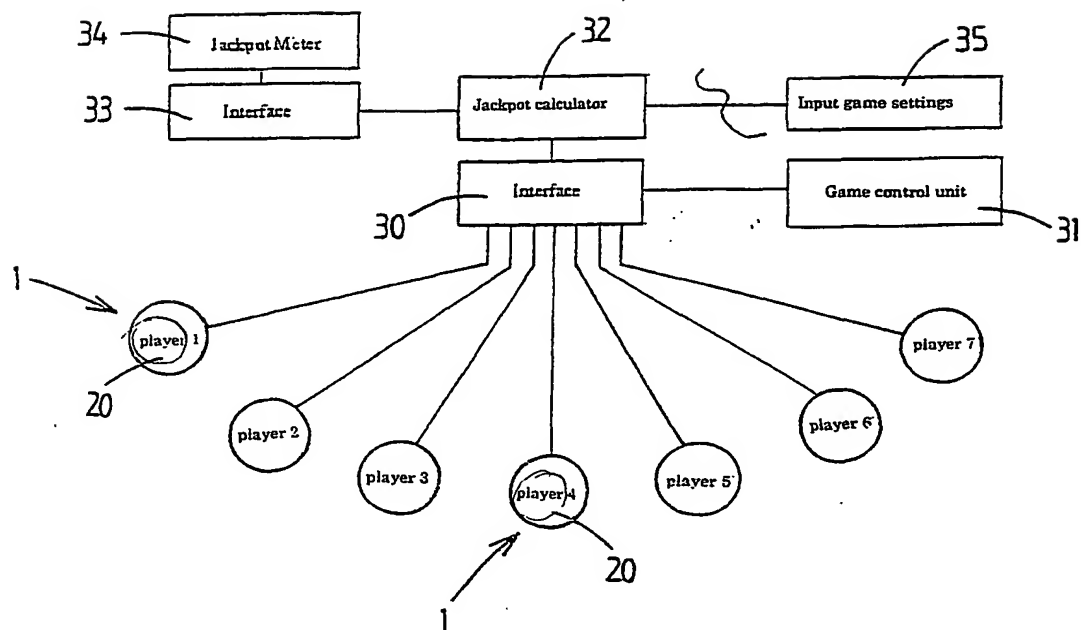 34
Jackpot Meter
32
35
33
Interface
Jackpot calculator
Input game settings
30
Interface
Game control unit
31
1
player 1
20
player 2
player 3
player 4
20
1
player 5
player 6
player 7